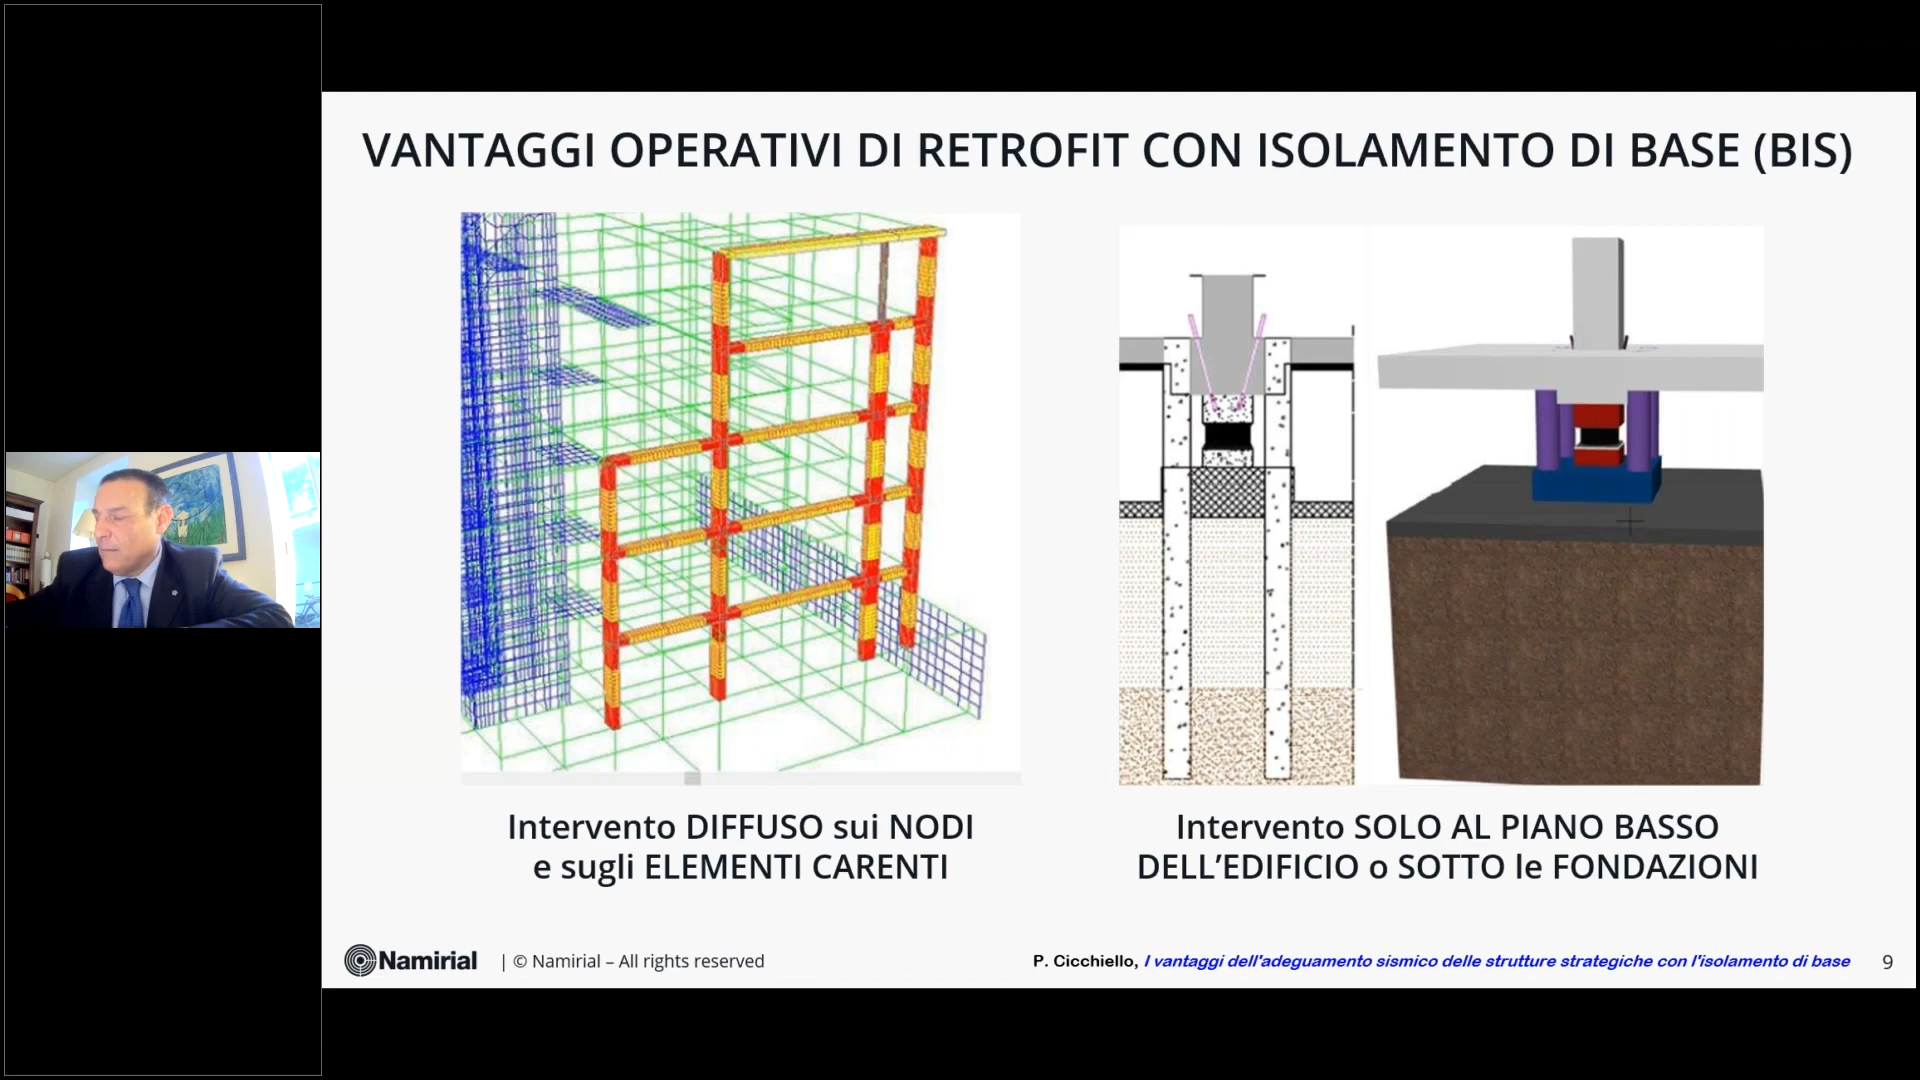 VANTAGGI OPERATIVI DI RETROFIT CON ISOLAMENTO DI BASE (BIS)
Intervento DIFFUSO sui NODI
e sugli ELEMENTI CARENTI
Intervento SOLO AL PIANO BASSO
DELL’EDIFICIO o SOTTO le FONDAZIONI
Namirial | © Namirial – All rights reserved
P. Cicchiello, I vantaggi dell'adeguamento sismico delle strutture strategiche con l'isolamento di base 9